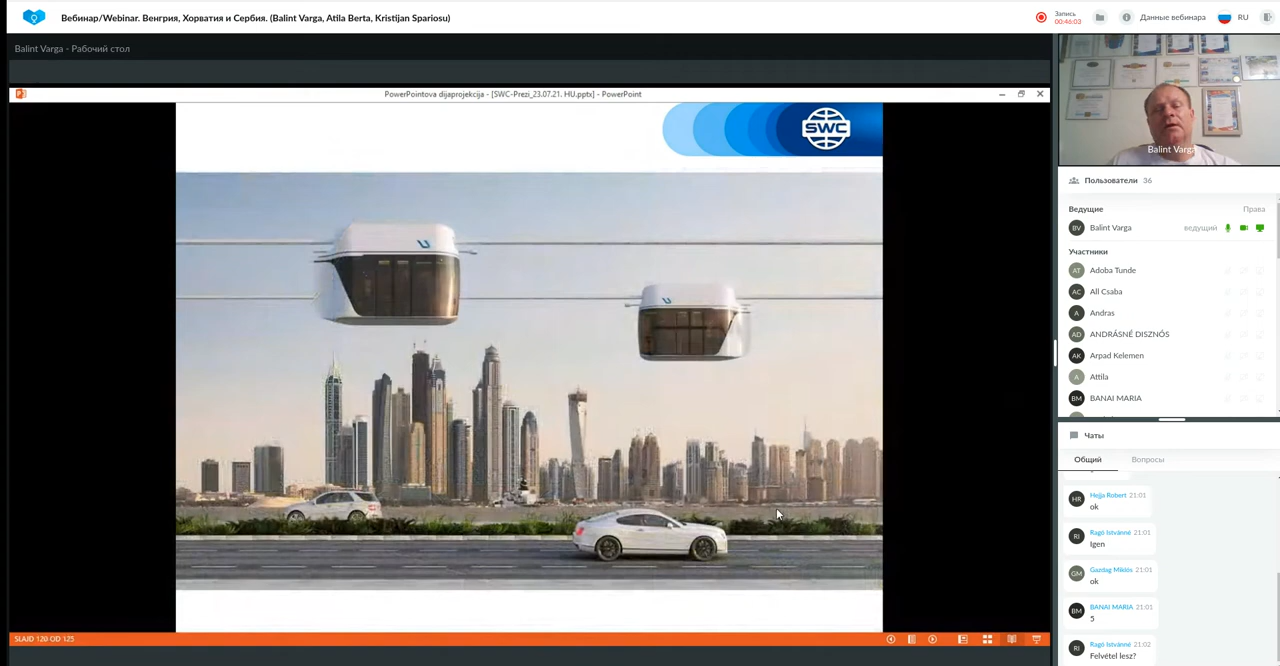 Вебинар/Webinar. Венгрия, Хорватия и Сербия. (Balint Varga, Atila Berta, Kristijan Spariosu)
Запись
00:46:03
Данные вебинара
RU
Balint Varga - Рабочий стол
PowerPointova dijaprojekcija - [SWC-Prezi_23.07.21. HU.pptx] - PowerPoint
SWC
SLAJD 120 OD 125
Balint Varga
Пользователи 36
Ведущие Права
BV Balint Varga ведущий
Участники
AT Adoba Tunde
AC All Csaba
A Andras
AD ANDRÁSNÉ DISZNÓS
AK Arpad Kelemen
A Attila
BM BANAI MARIA
Чаты
Общий Вопросы
HR Hejja Robert 21:01
ok
RI Ragó Istvánné 21:01
Igen
GM Gazdag Miklós 21:01
ok
BM BANAI MARIA 21:01
5
RI Ragó Istvánné 21:02
Felvétel lesz?